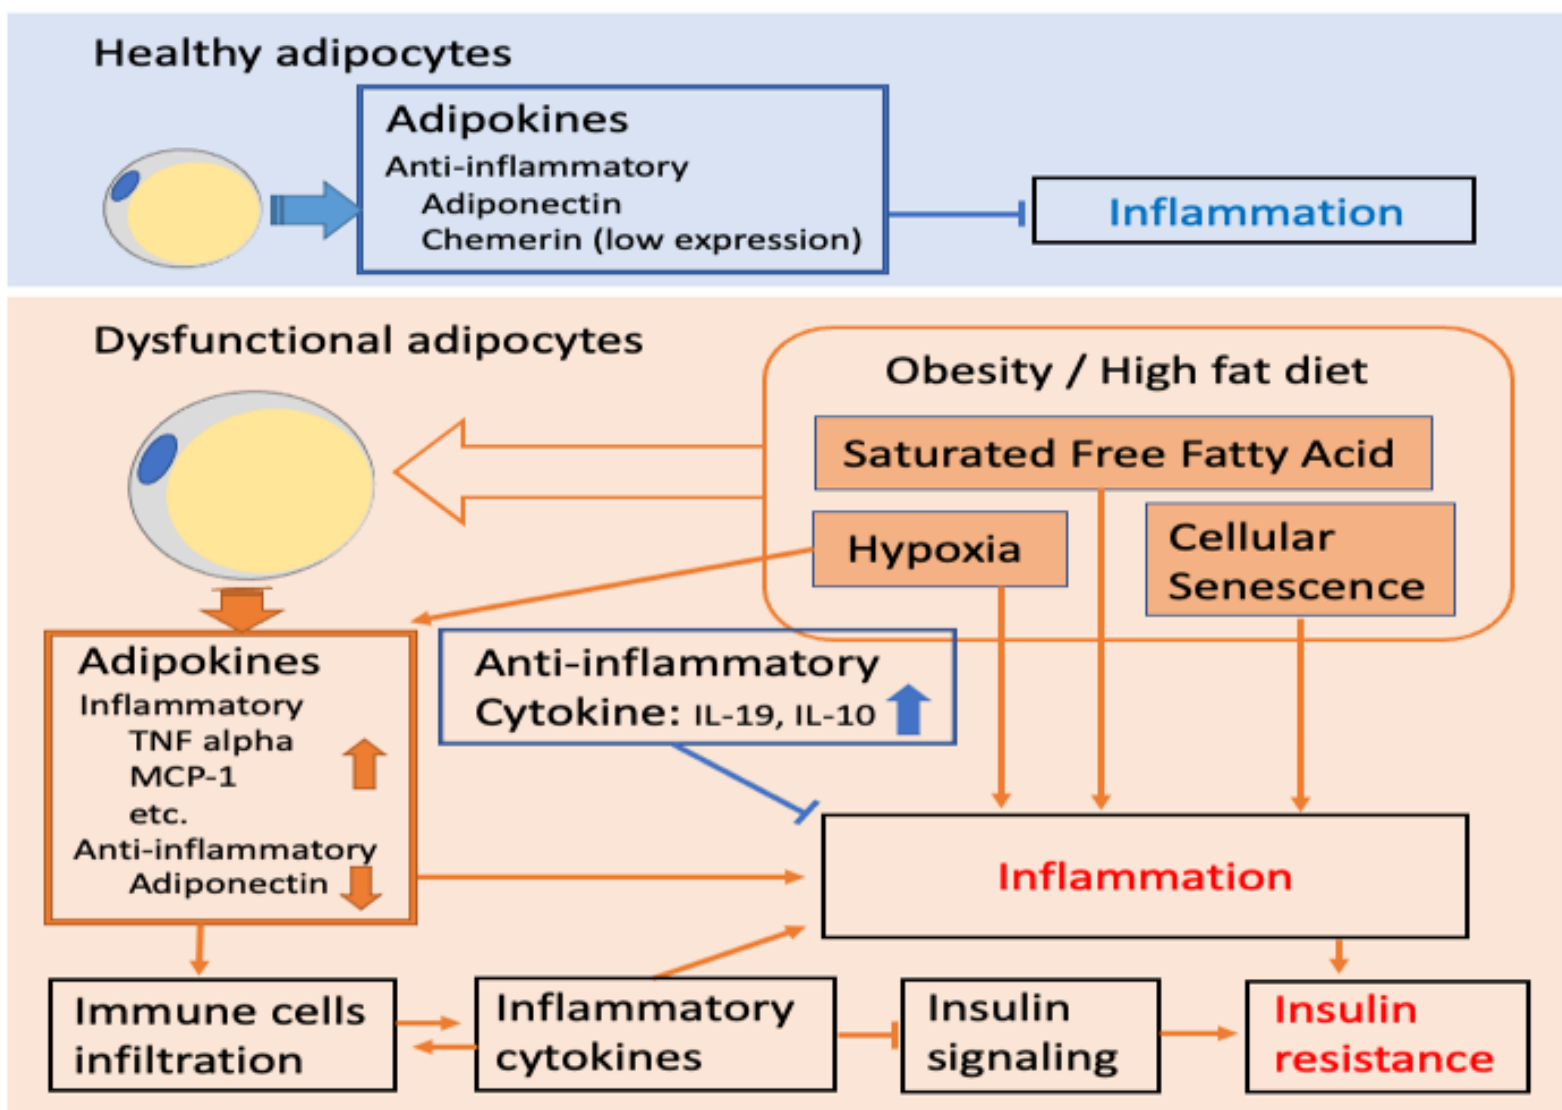 Healthy adipocytes
Adipokines
Anti-inflammatory
Adiponectin
Chemerin (low expression)
Inflammation
Dysfunctional adipocytes
Obesity / High fat diet
Saturated Free Fatty Acid
Hypoxia
Cellular
Senescence
Adipokines
Inflammatory
TNF alpha
MCP-1
etc.
Anti-inflammatory
Adiponectin
Anti-inflammatory
Cytokine: IL-19, IL-10
Inflammation
Immune cells
infiltration
Inflammatory
cytokines
Insulin
signaling
Insulin
resistance